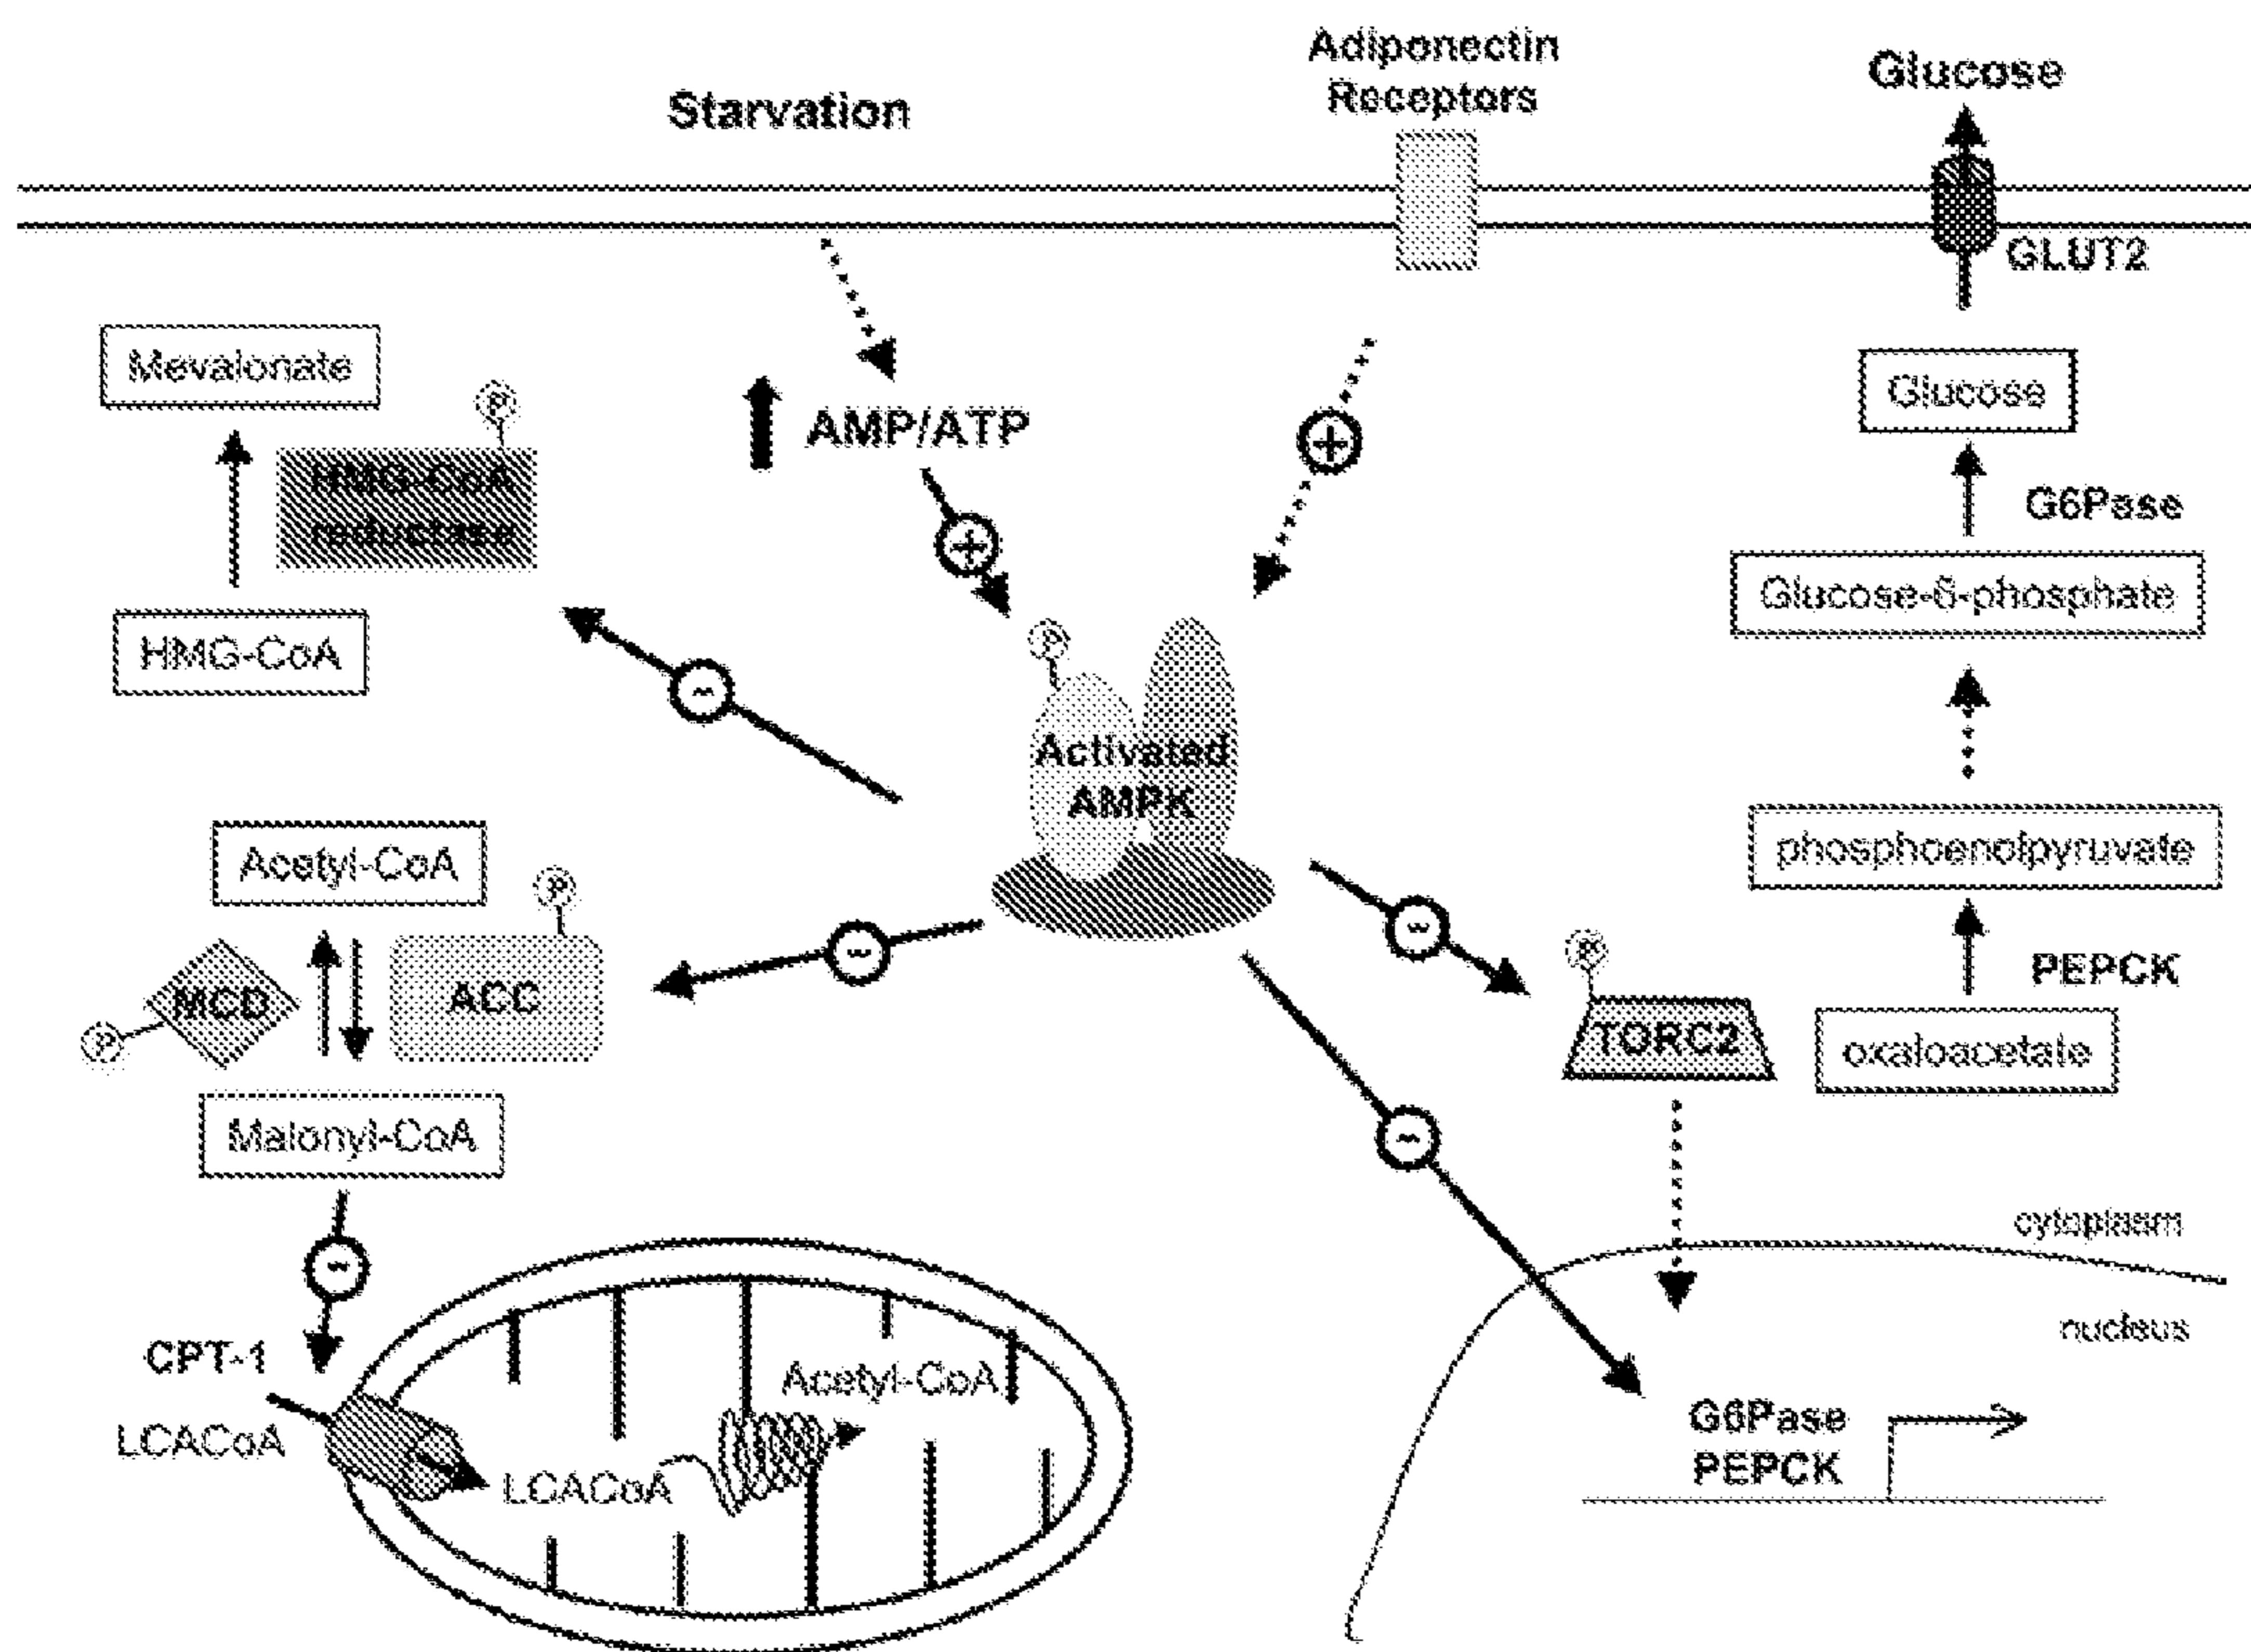 Starvation
Adiponectin
Receptors
Glucose
GLUT2
Mevalonate
P
HMG-CoA
reductase
HMG-CoA
AMP/ATP
+
+
Glucose
G6Pase
Glucose-6-phosphate
-
P
Activated
AMPK
phosphoenolpyruvate
PEPCK
oxaloacetate
Acetyl-CoA
P
MCD
P
ACC
-
-
P
TORC2
Malonyl-CoA
-
-
cytoplasm
nucleus
CPT-1
LCACoA
LCACoA
Acetyl-CoA
G6Pase
PEPCK